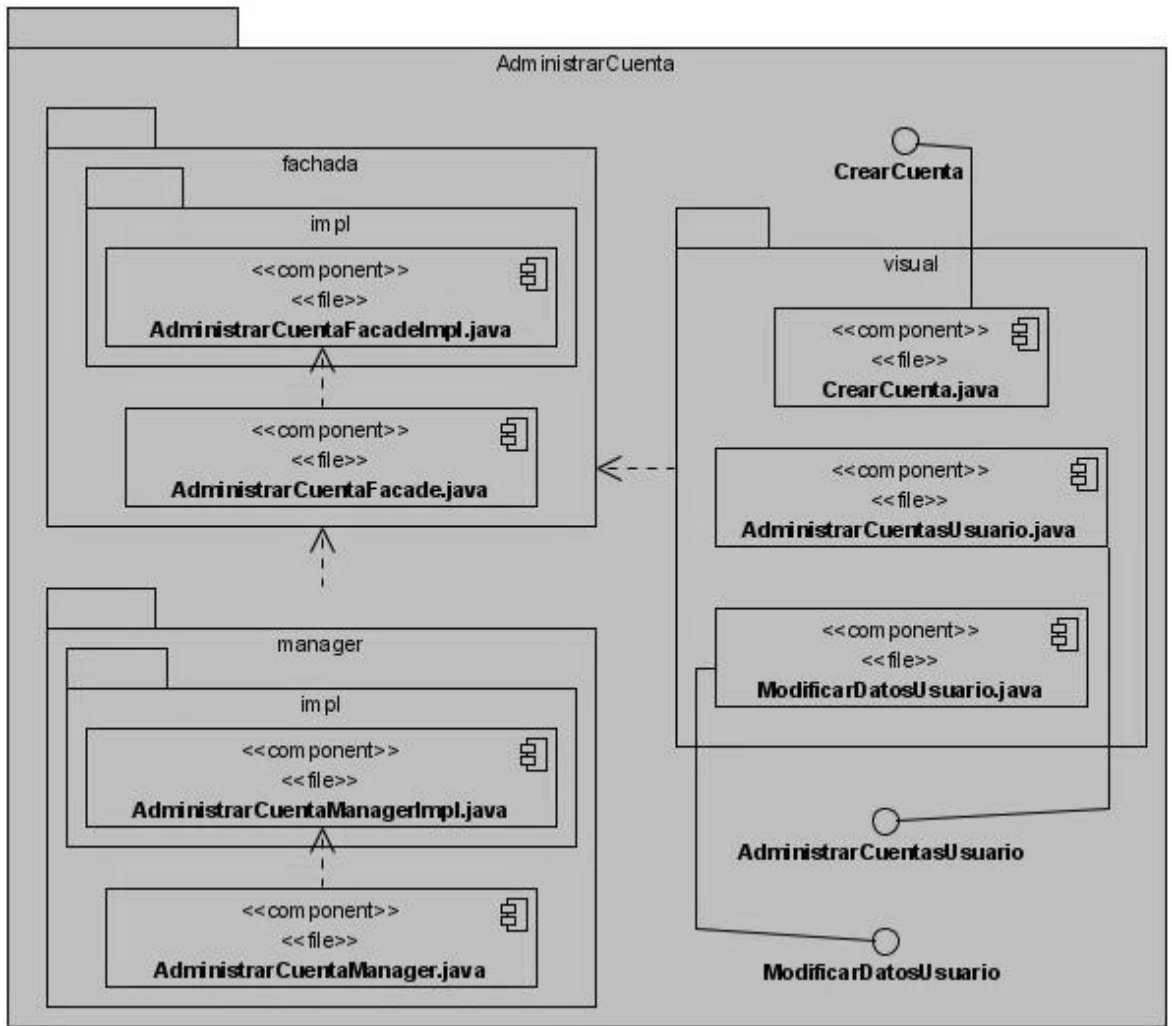 AdministrarCuenta
fachada
impl
<<component>>
<<file>>
AdministrarCuentaFacadeImpl.java
<<component>>
<<file>>
AdministrarCuentaFacade.java
manager
impl
<<component>>
<<file>>
AdministrarCuentaManagerImpl.java
<<component>>
<<file>>
AdministrarCuentaManager.java
CrearCuenta
visual
<<component>>
<<file>>
CrearCuenta.java
<<component>>
<<file>>
AdministrarCuentasUsuario.java
<<component>>
<<file>>
ModificarDatosUsuario.java
AdministrarCuentasUsuario
ModificarDatosUsuario